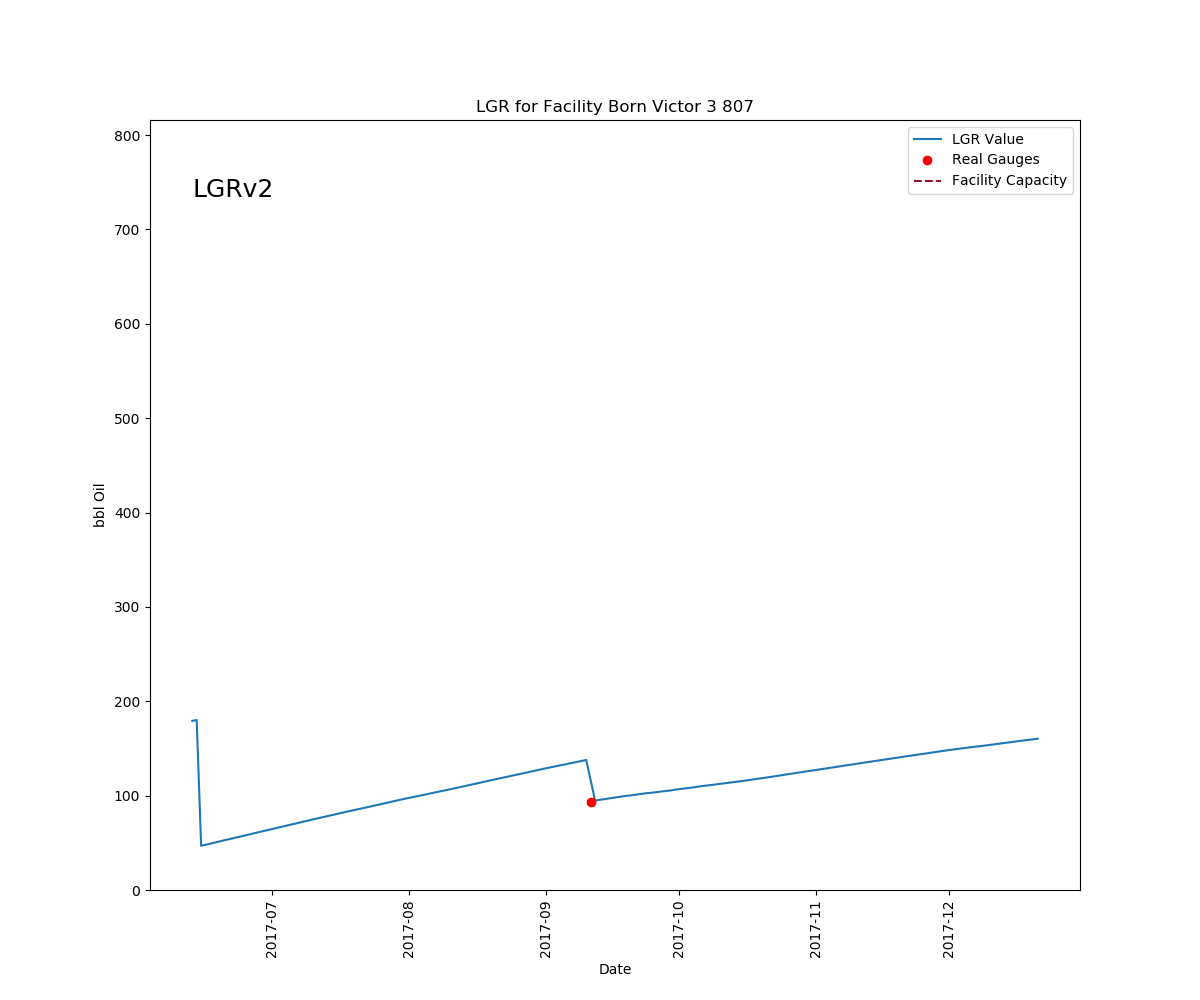 LGR for Facility Born Victor 3 807
LGRv2
LGR Value
Real Gauges
Facility Capacity
800
700
600
500
400
300
200
100
0
bbl Oil
2017-07
2017-08
2017-09
2017-10
2017-11
2017-12
Date